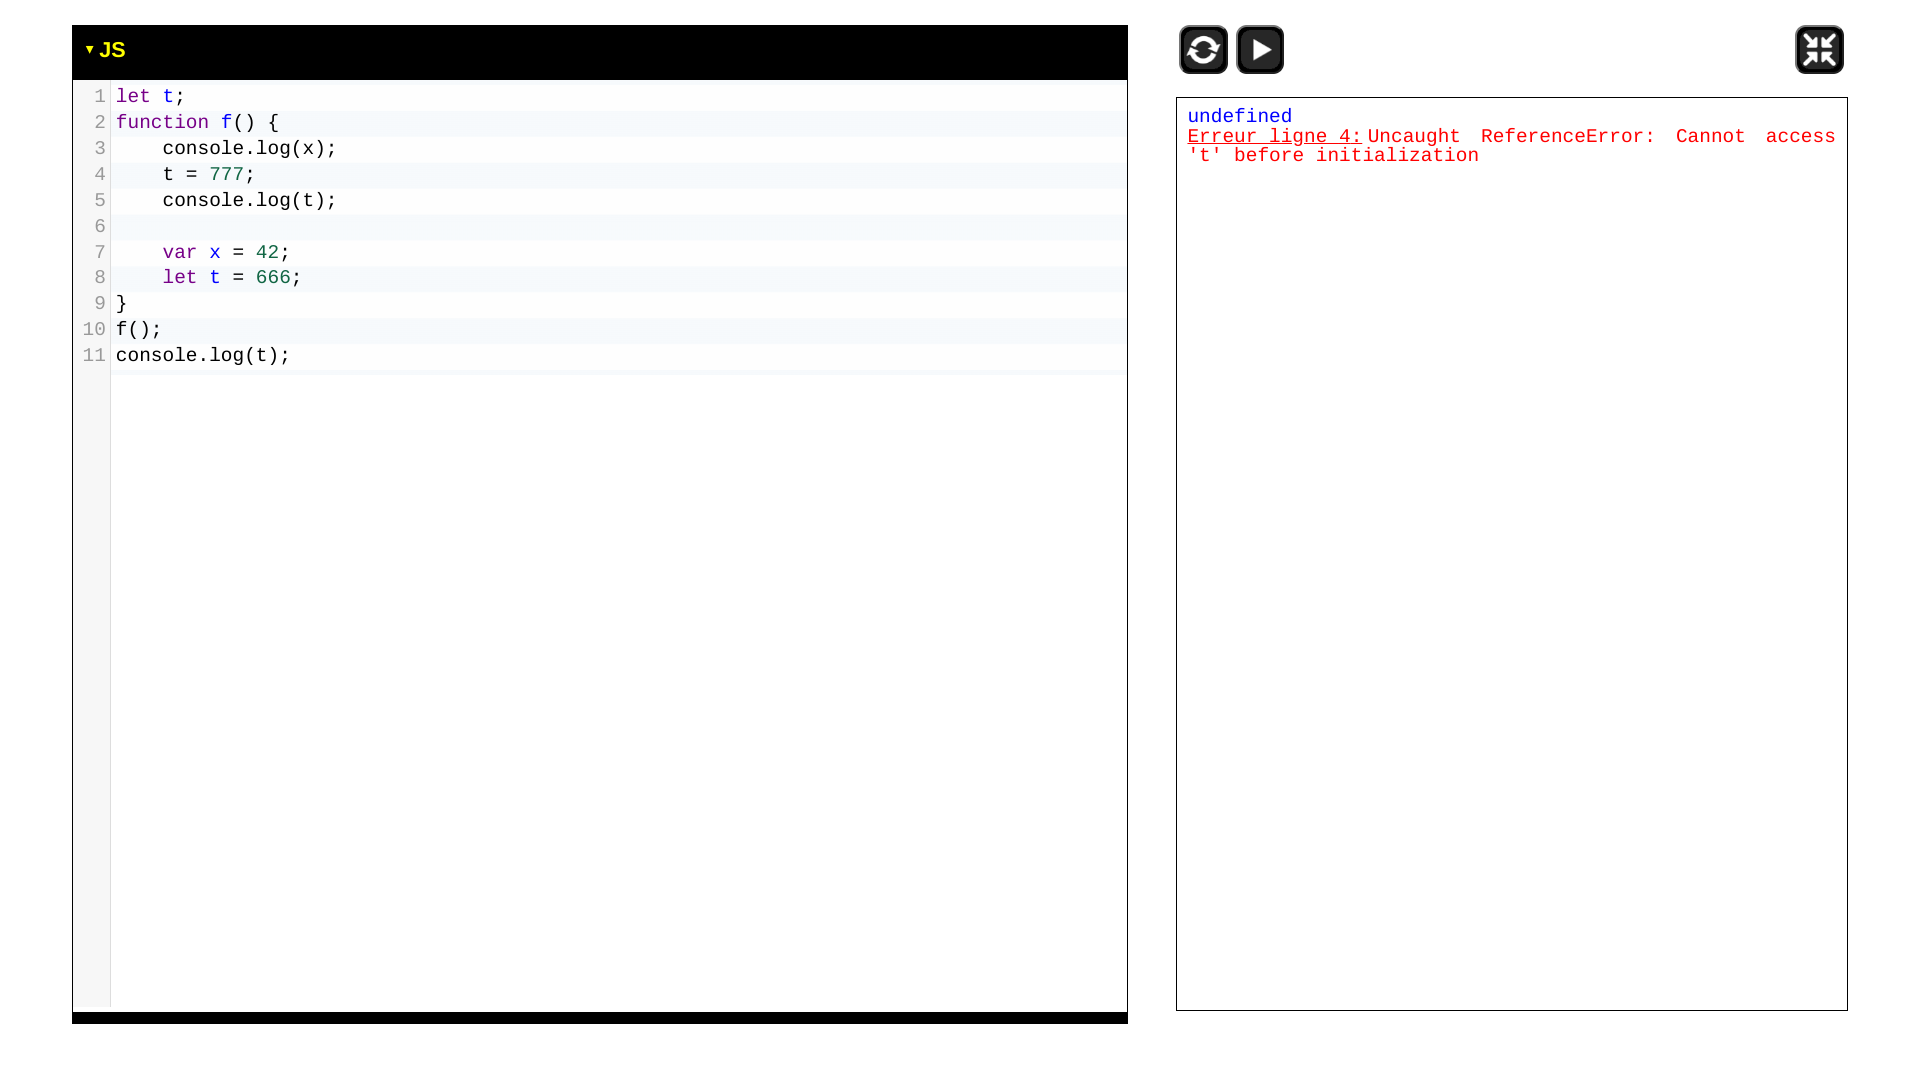 ▼ JS
1 let t;
2 function f() {
3     console.log(x);
4     t = 777;
5     console.log(t);
6
7     var x = 42;
8     let t = 666;
9 }
10 f();
11 console.log(t);
undefined
Erreur ligne 4: Uncaught ReferenceError: Cannot access
't' before initialization